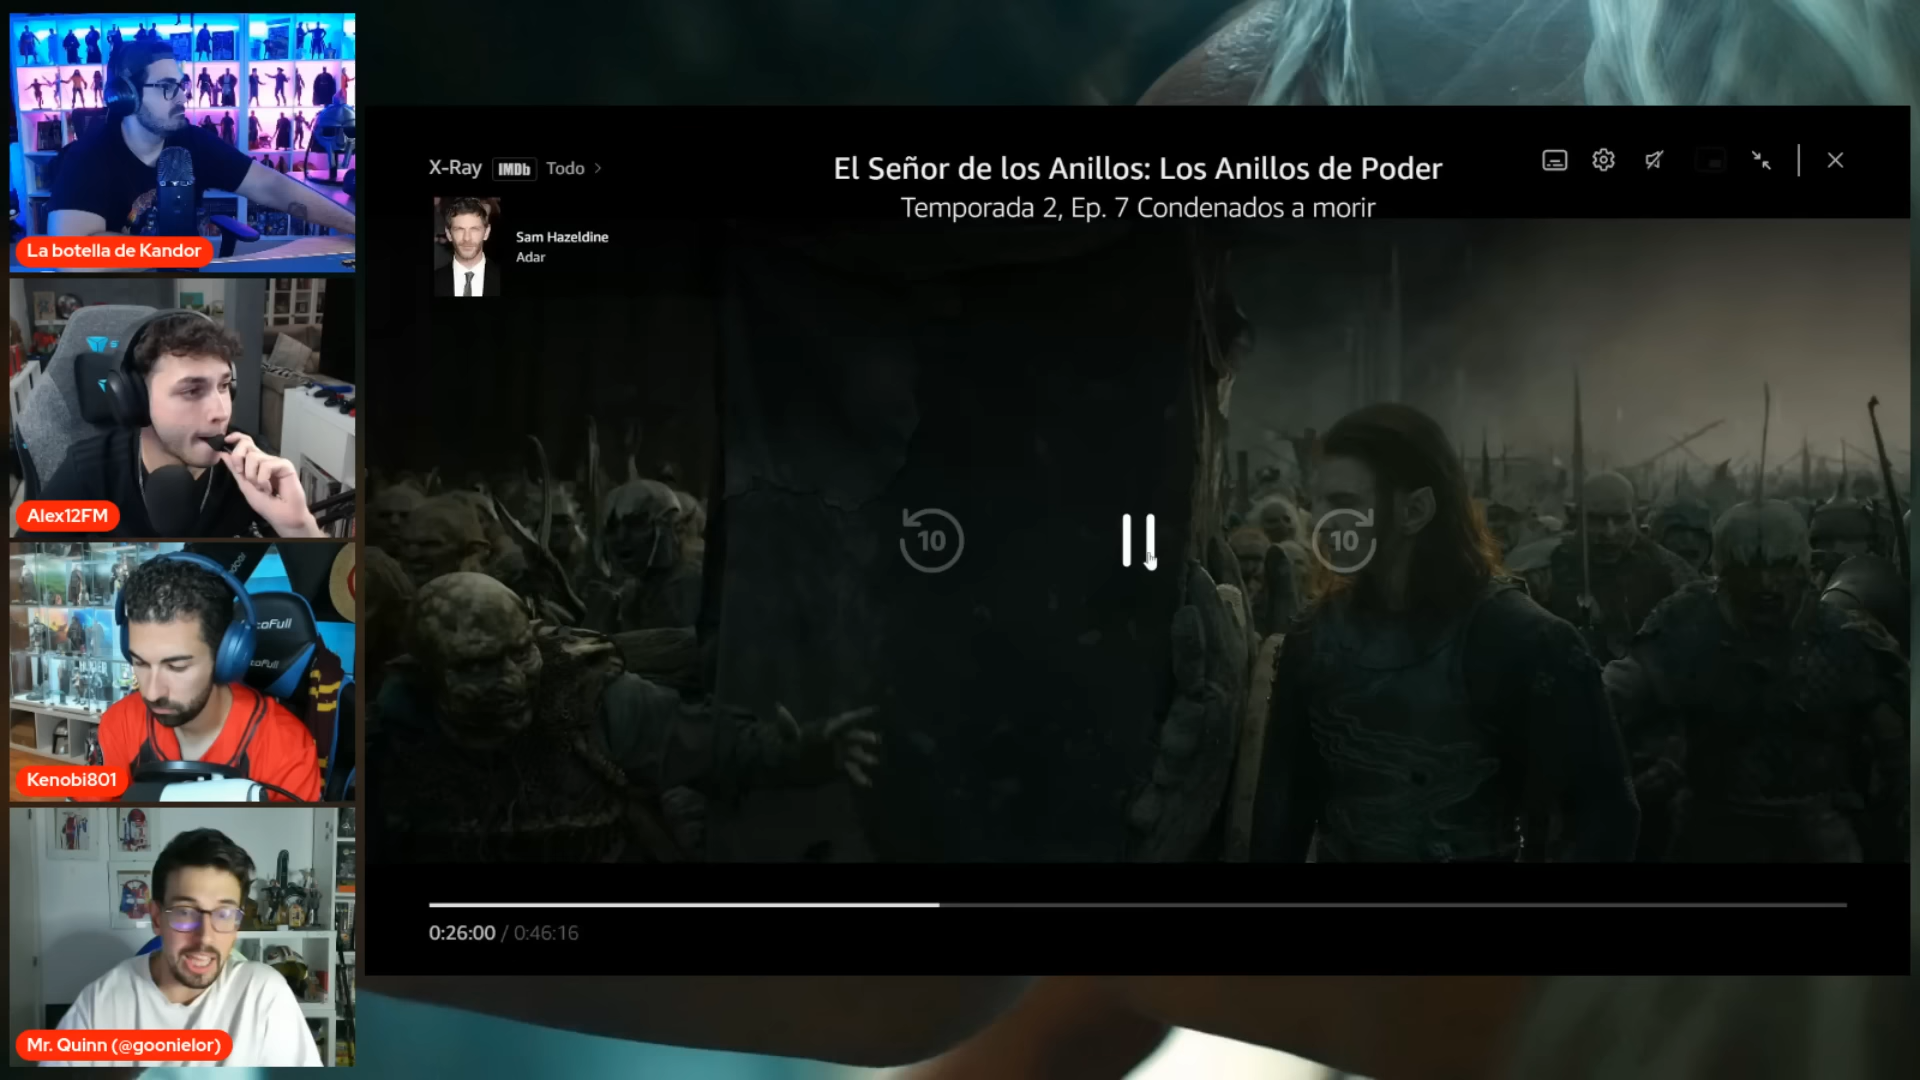 La botella de Kandor
Alex12FM
Kenobi801
Mr. Quinn (@goonielor)
X-Ray IMDb Todo
El Señor de los Anillos: Los Anillos de Poder
Temporada 2, Ep. 7 Condenados a morir
Sam Hazeldine
Adar
10
10
0:26:00 / 0:46:16